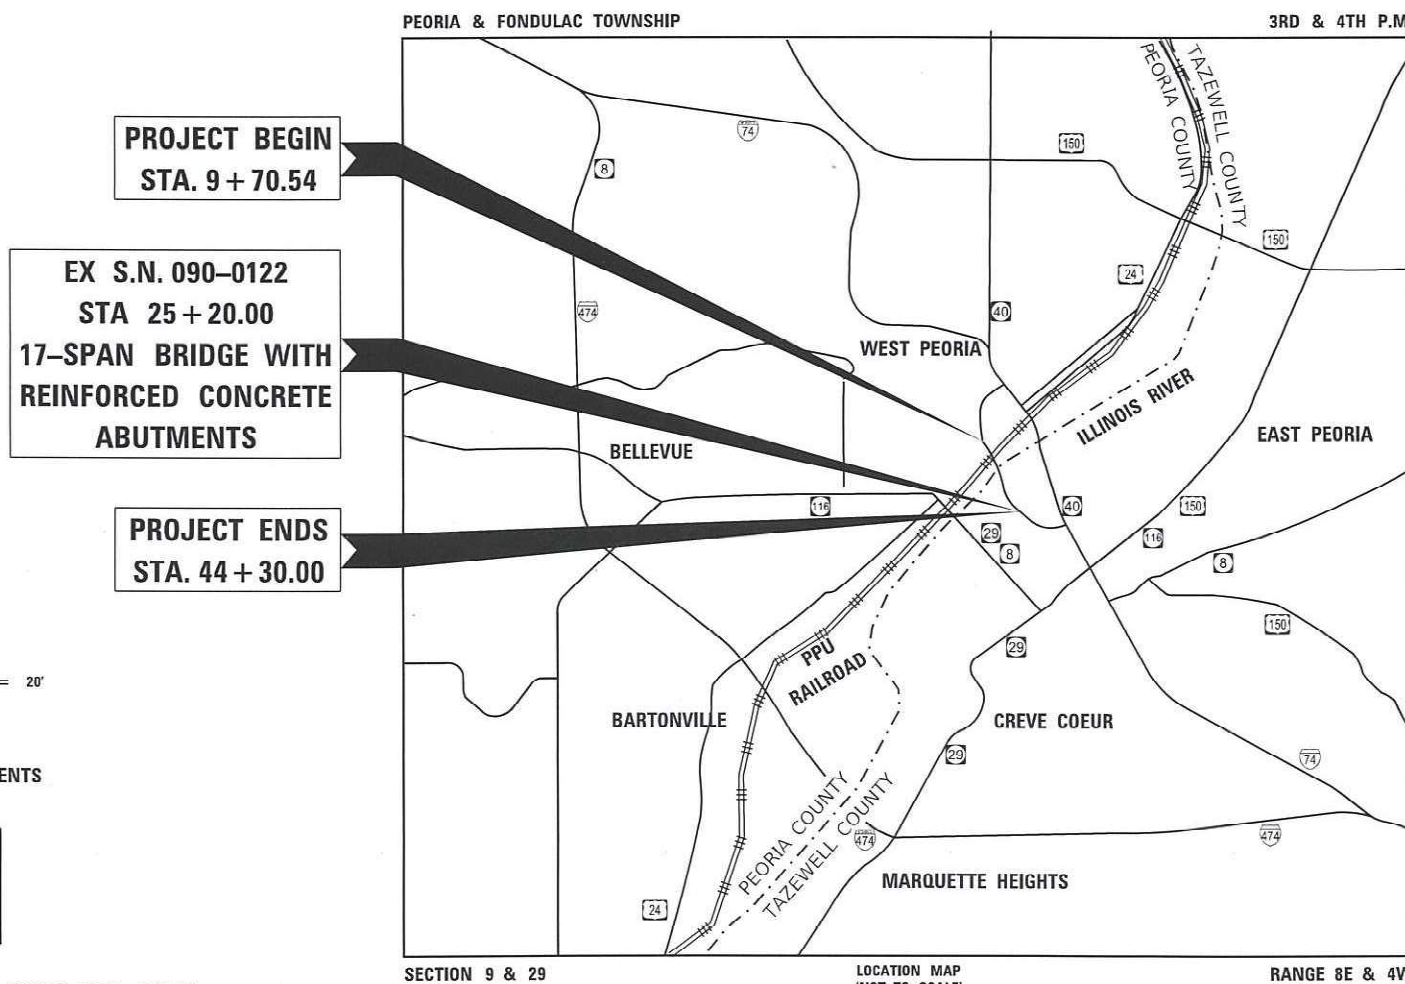 PEORIA & FONDULAC TOWNSHIP
3RD & 4TH P.M
PROJECT BEGIN
STA. 9+70.54
EX S.N. 090-0122
STA 25+20.00
17-SPAN BRIDGE WITH
REINFORCED CONCRETE
ABUTMENTS
PROJECT ENDS
STA. 44+30.00
= 20'
ENTS
PEORIA COUNTY
TAZEWELL COUNTY
74
150
8
150
24
474
40
WEST PEORIA
ILLINOIS RIVER
EAST PEORIA
BELLEVUE
116
40
150
29
116
8
8
150
29
PPU
RAILROAD
BARTONVILLE
CREVE COEUR
29
74
PEORIA COUNTY
TAZEWELL COUNTY
474
474
MARQUETTE HEIGHTS
24
SECTION 9 & 29
LOCATION MAP
RANGE 8E & 4